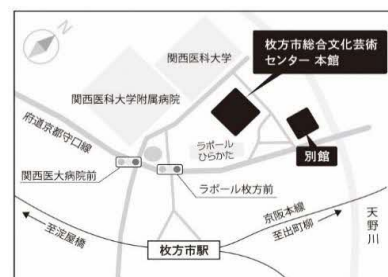 関西医科大学
枚方市総合文化芸術
センター 本館
関西医科大学附属病院
府道京都守口線
ラポール
ひらかた
別館
関西医大病院前
ラポール枚方前
京阪本線
至出町柳
天野川
至淀屋橋
枚方市駅